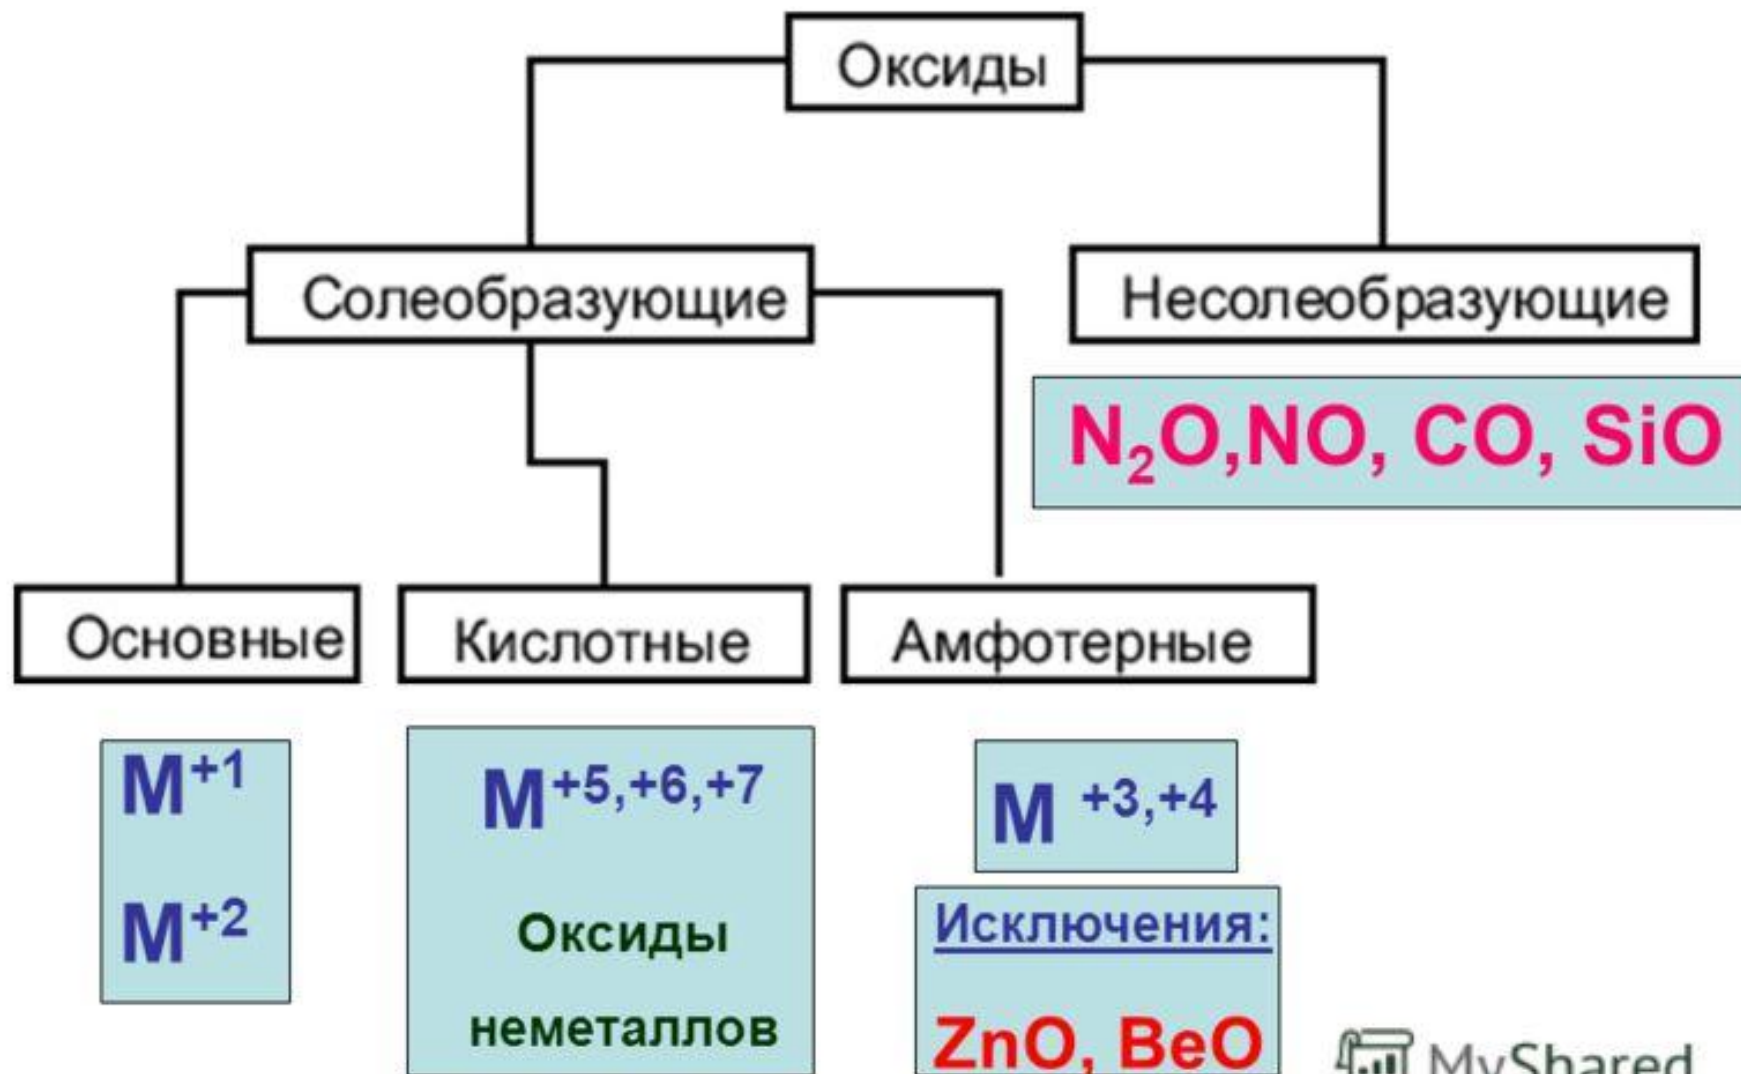 Оксиды
Солеобразующие
Несолеобразующие
N₂O,NO, CO, SiO
Основные
Кислотные
Амфотерные
M⁺¹
M⁺²
M⁺⁵,⁺⁶,⁺⁷
Оксиды
неметаллов
M ⁺³,⁺⁴
Исключения:
ZnO, BeO
MyShared